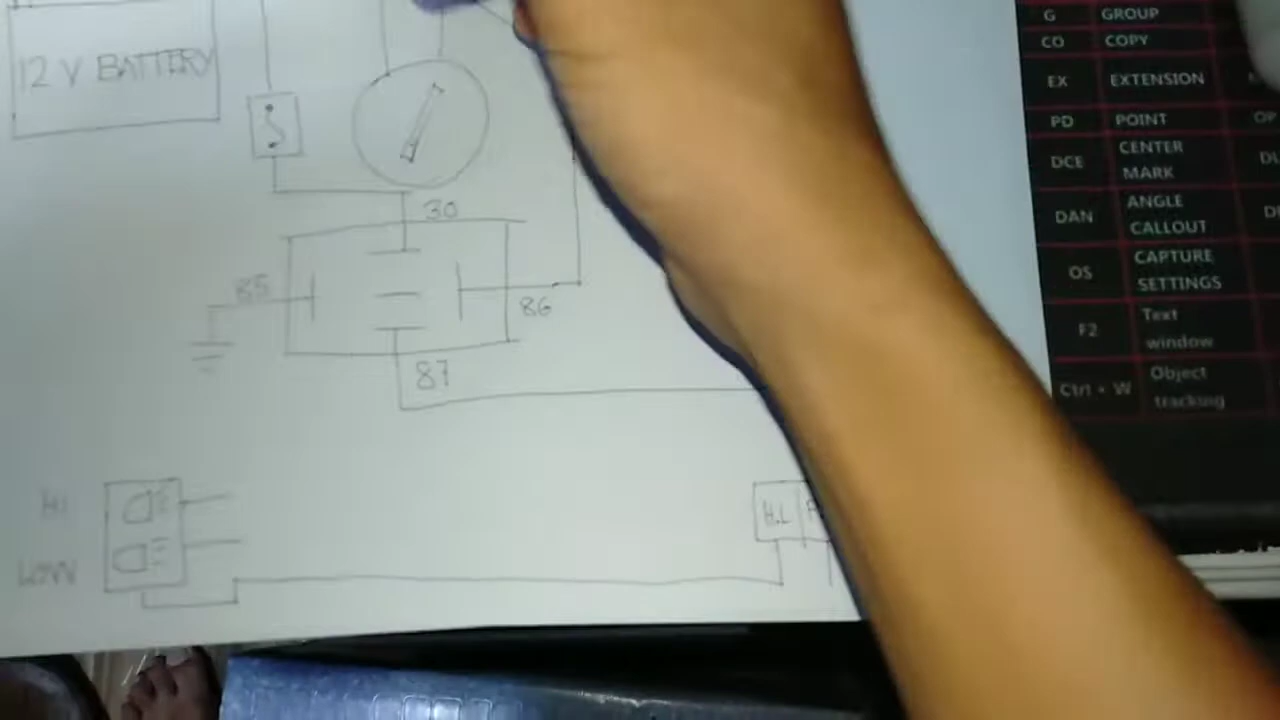 12 V BATTERY
30
85
86
87
HI
LOW
H.L
G GROUP
CO COPY
EX EXTENSION
PD POINT OP
DCE CENTER MARK
DAN ANGLE CALLOUT
OS CAPTURE SETTINGS
F2 Text window
Ctrl + W Object tracking